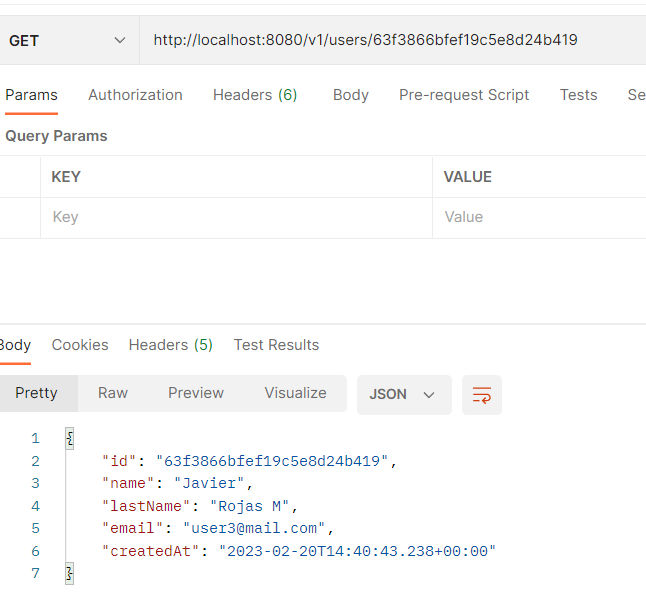 GET http://localhost:8080/v1/users/63f3866bfef19c5e8d24b419
Params Authorization Headers (6) Body Pre-request Script Tests Se
Query Params
KEY VALUE
Key Value
Body Cookies Headers (5) Test Results
Pretty Raw Preview Visualize JSON
1 {
2 "id": "63f3866bfef19c5e8d24b419",
3 "name": "Javier",
4 "lastName": "Rojas M",
5 "email": "user3@mail.com",
6 "createdAt": "2023-02-20T14:40:43.238+00:00"
7 }